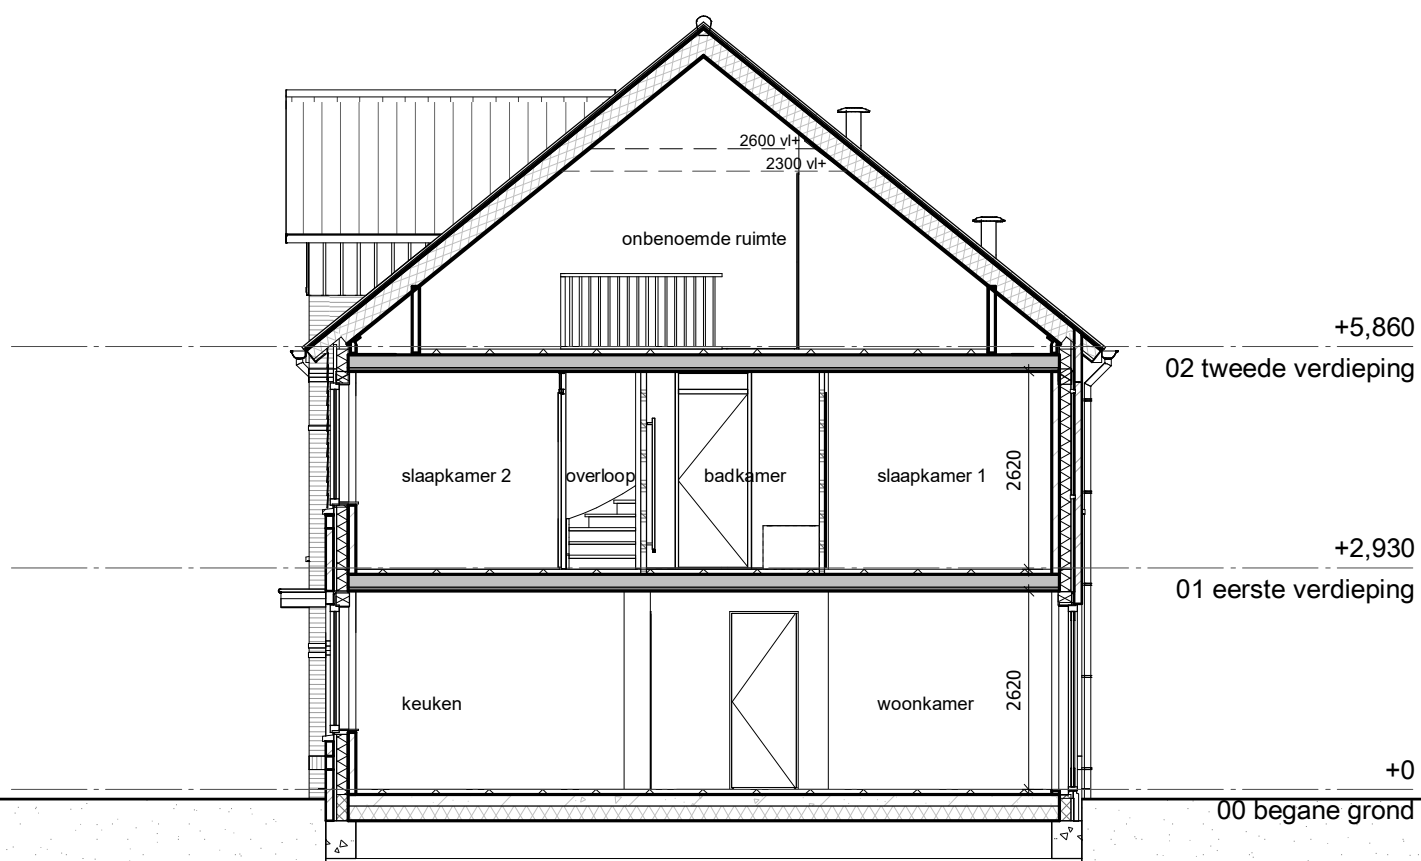 2600 vl+
2300 vl+
onbenoemde ruimte
+5,860
02 tweede verdieping
slaapkamer 2
overloop
badkamer
slaapkamer 1
2620
+2,930
01 eerste verdieping
keuken
woonkamer
2620
+0
00 begane grond